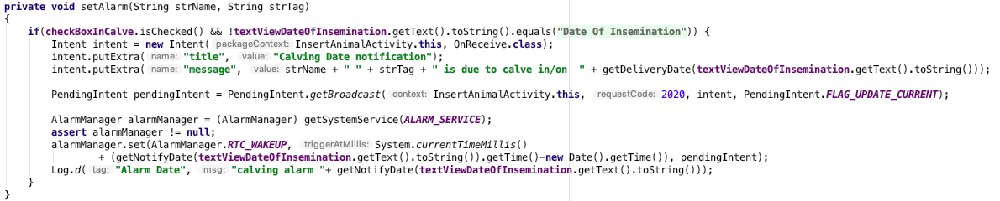 private void setAlarm(String strName, String strTag)
{
if(checkBoxInCalve.isChecked() && !textViewDateOfInsemination.getText().toString().equals("Date Of Insemination")) {
Intent intent = new Intent( packageContext: InsertAnimalActivity.this, OnReceive.class);
intent.putExtra( name: "title", value: "Calving Date notification");
intent.putExtra( name: "message", value: strName + " " + strTag + " is due to calve in/on  " + getDeliveryDate(textViewDateOfInsemination.getText().toString()));
PendingIntent pendingIntent = PendingIntent.getBroadcast( context: InsertAnimalActivity.this, requestCode: 2020, intent, PendingIntent.FLAG_UPDATE_CURRENT);
AlarmManager alarmManager = (AlarmManager) getSystemService(ALARM_SERVICE);
assert alarmManager != null;
alarmManager.set(AlarmManager.RTC_WAKEUP, triggerAtMillis: System.currentTimeMillis()
+ (getNotifyDate(textViewDateOfInsemination.getText().toString()).getTime()-new Date().getTime()), pendingIntent);
Log.d( tag: "Alarm Date", msg: "calving alarm "+ getNotifyDate(textViewDateOfInsemination.getText().toString()));
}
}